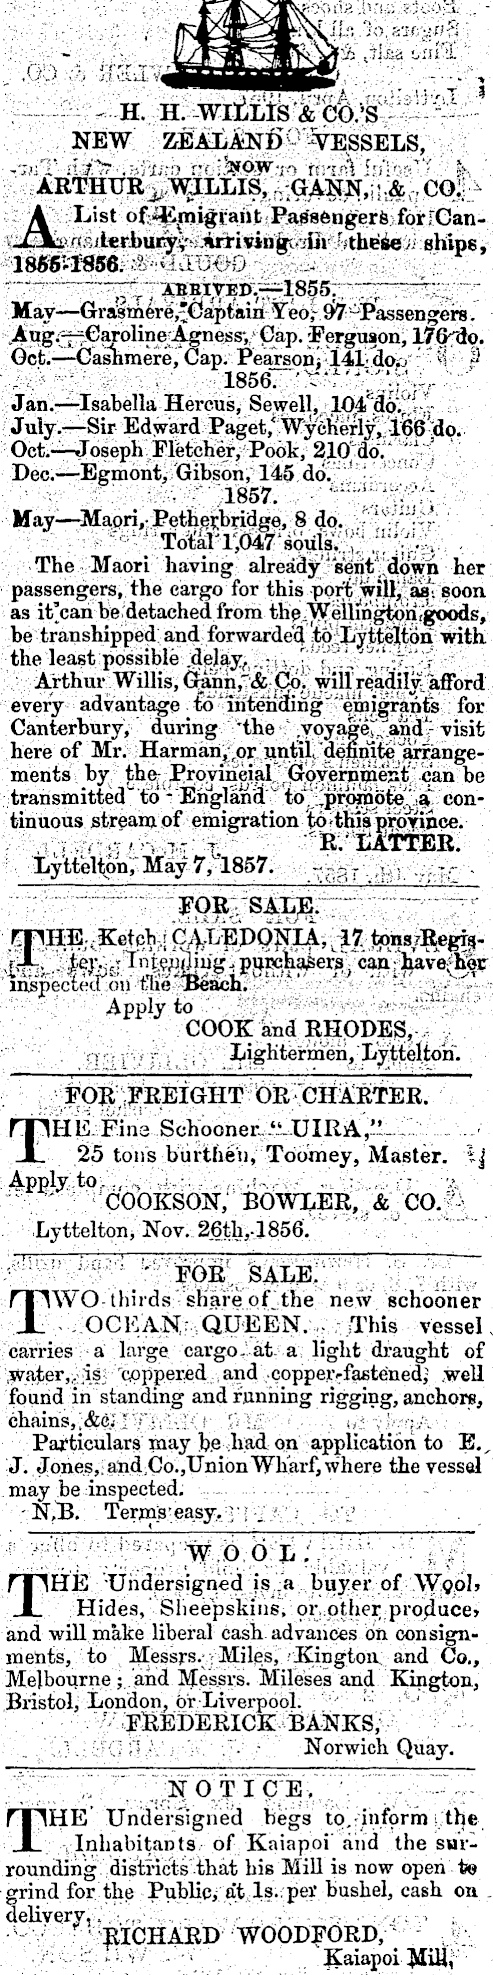 H. H. WILLIS & CO.'S
NEW ZEALAND VESSELS,
NOW
ARTHUR WILLIS, GANN, & CO.
A List of Emigrant Passengers for Can-
terbury, arriving in these ships,
1855-1856.
ARRIVED.—1855.
May—Grasmere, Captain Yeo, 97 Passengers.
Aug.—Caroline Agness, Cap. Ferguson, 176 do.
Oct.—Cashmere, Cap. Pearson, 141 do.
1856.
Jan.—Isabella Hercus, Sewell, 104 do.
July.—Sir Edward Paget, Wycherly, 166 do.
Oct.—Joseph Fletcher, Pook, 210 do.
Dec.—Egmont, Gibson, 145 do.
1857.
May—Maori, Petherbridge, 8 do.
Total 1,047 souls.
The Maori having already sent down her
passengers, the cargo for this port will, as soon
as it can be detached from the Wellington goods,
be transhipped and forwarded to Lyttelton with
the least possible delay.
Arthur Willis, Gann, & Co. will readily afford
every advantage to intending emigrants for
Canterbury, during the voyage and visit
here of Mr. Harman, or until definite arrange-
ments by the Provincial Government can be
transmitted to England to promote a con-
tinuous stream of emigration to this province.
R. LATTER.
Lyttelton, May 7, 1857.
FOR SALE.
THE Ketch CALEDONIA, 17 tons Regis-
ter. Intending purchasers can have her
inspected on the Beach.
Apply to
COOK and RHODES,
Lightermen, Lyttelton.
FOR FREIGHT OR CHARTER.
THE Fine Schooner "UIRA,"
25 tons burthen, Toomey, Master.
Apply to
COOKSON, BOWLER, & CO.
Lyttelton, Nov. 26th, 1856.
FOR SALE.
TWO thirds share of the new schooner
OCEAN QUEEN. This vessel
carries a large cargo at a light draught of
water, is coppered and copper-fastened, well
found in standing and running rigging, anchors,
chains, &c.
Particulars may be had on application to E.
J. Jones, and Co., Union Wharf, where the vessel
may be inspected.
N.B. Terms easy.
WOOL.
THE Undersigned is a buyer of Wool,
Hides, Sheepskins, or other produce,
and will make liberal cash advances on consign-
ments, to Messrs. Miles, Kington and Co.,
Melbourne; and Messrs. Mileses and Kington,
Bristol, London, or Liverpool.
FREDERICK BANKS,
Norwich Quay.
NOTICE.
THE Undersigned begs to inform the
Inhabitants of Kaiapoi and the sur-
rounding districts that his Mill is now open to
grind for the Public, at 1s. per bushel, cash on
delivery,
RICHARD WOODFORD,
Kaiapoi Mill,